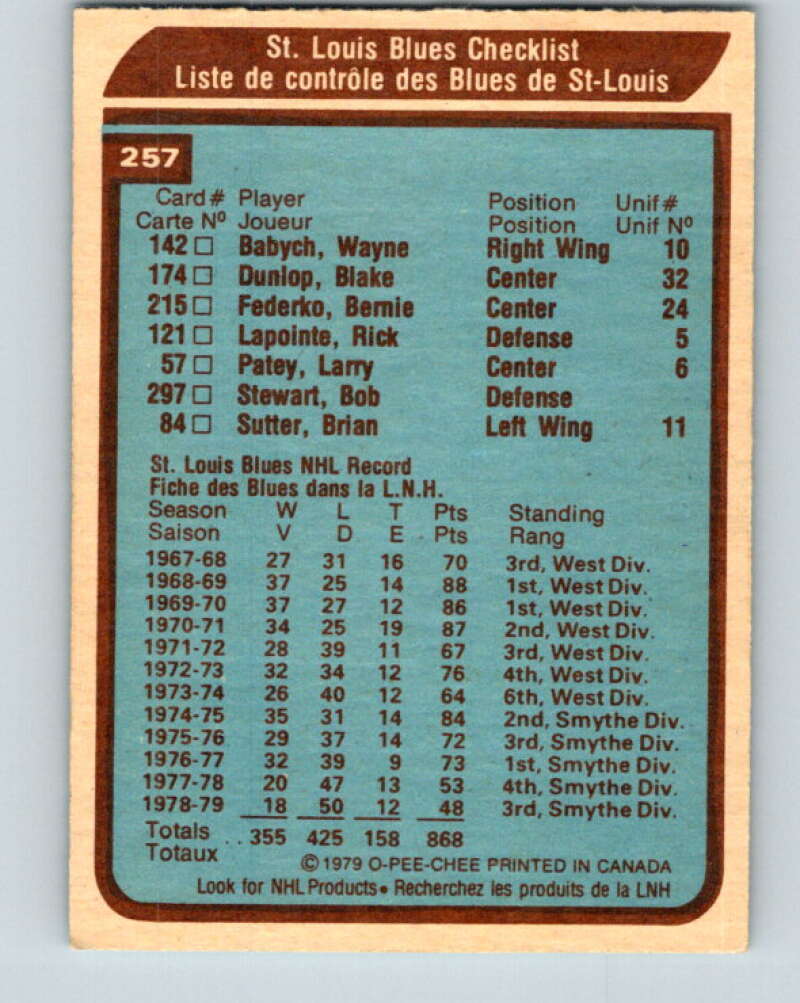 St. Louis Blues Checklist
Liste de contrôle des Blues de St-Louis
257
Card # Player Position Unif #
Carte Nº Joueur Position Unif Nº
142 □ Babych, Wayne Right Wing 10
174 □ Dunlop, Blake Center 32
215 □ Federko, Bernie Center 24
121 □ Lapointe, Rick Defense 5
57 □ Patey, Larry Center 6
297 □ Stewart, Bob Defense
84 □ Sutter, Brian Left Wing 11
St. Louis Blues NHL Record
Fiche des Blues dans la L.N.H.
Season W L T Pts Standing
Saison V D E Pts Rang
1967-68 27 31 16 70 3rd, West Div.
1968-69 37 25 14 88 1st, West Div.
1969-70 37 27 12 86 1st, West Div.
1970-71 34 25 19 87 2nd, West Div.
1971-72 28 39 11 67 3rd, West Div.
1972-73 32 34 12 76 4th, West Div.
1973-74 26 40 12 64 6th, West Div.
1974-75 35 31 14 84 2nd, Smythe Div.
1975-76 29 37 14 72 3rd, Smythe Div.
1976-77 32 39 9 73 1st, Smythe Div.
1977-78 20 47 13 53 4th, Smythe Div.
1978-79 18 50 12 48 3rd, Smythe Div.
Totals . . 355 425 158 868
Totaux
© 1979 O-PEE-CHEE PRINTED IN CANADA
Look for NHL Products • Recherchez les produits de la LNH